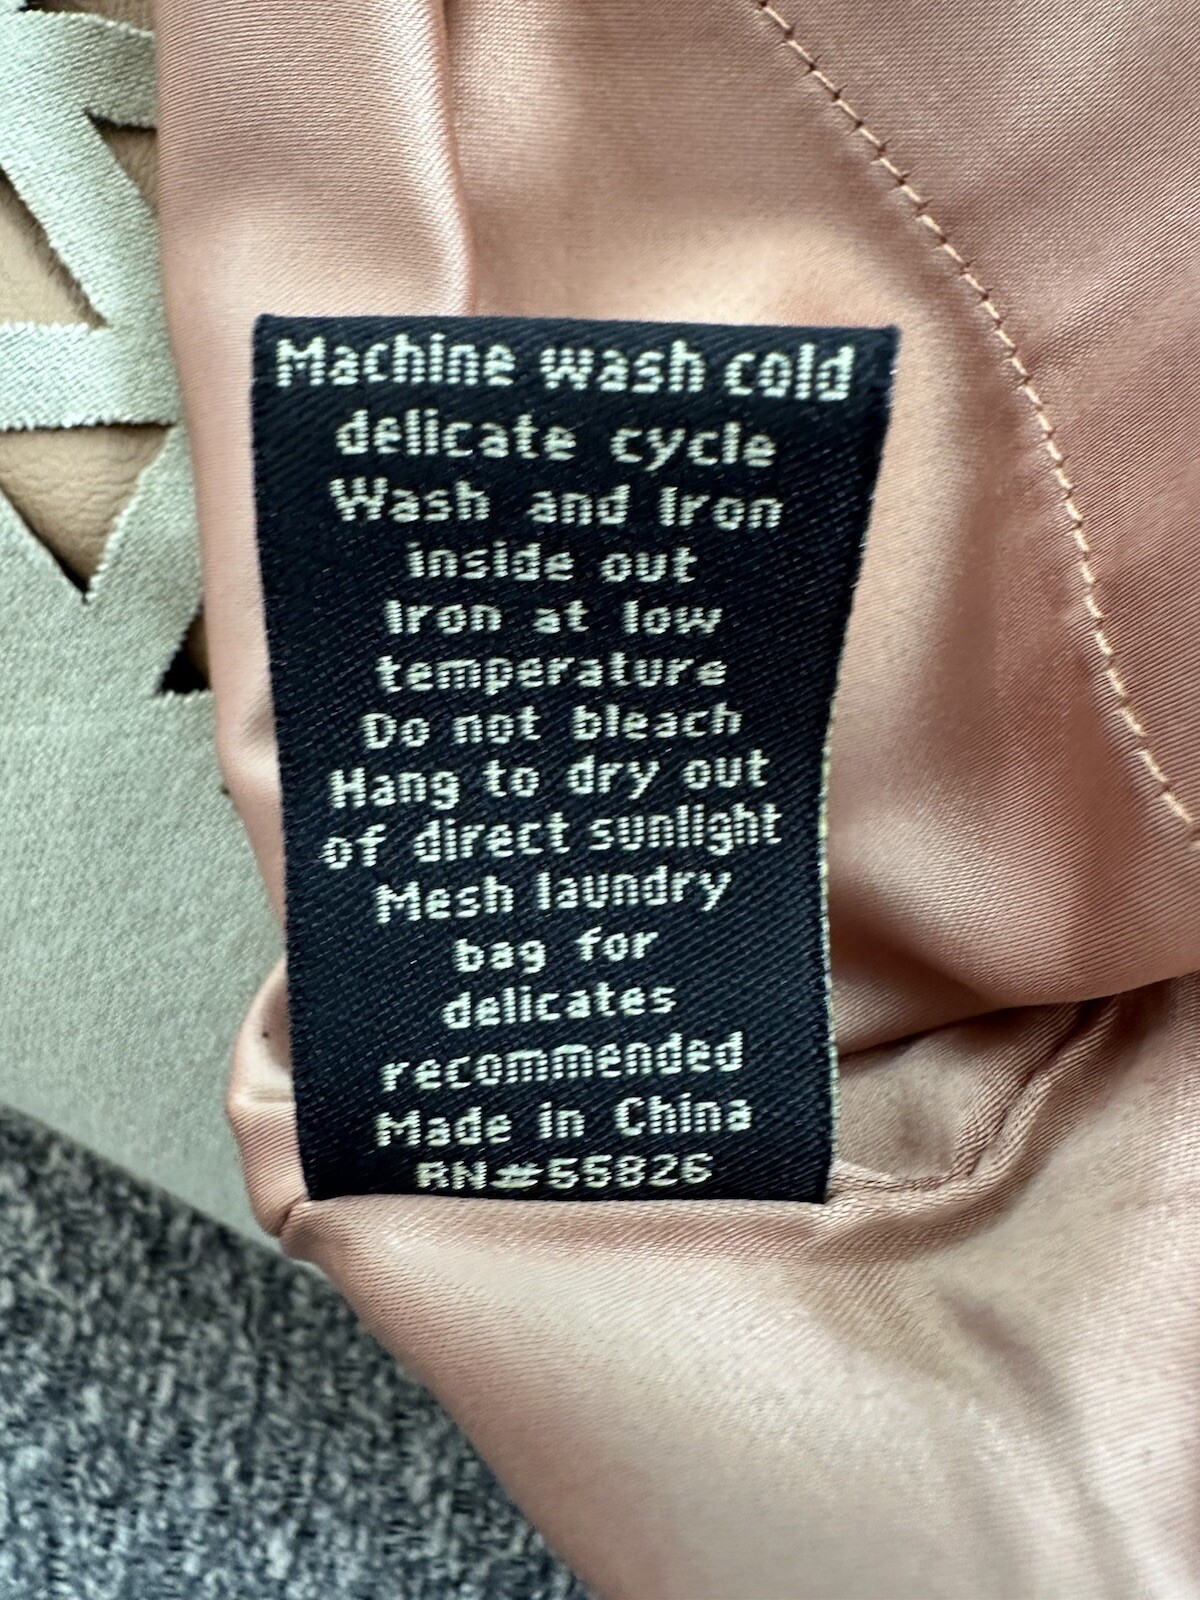 Machine wash cold
delicate cycle
Wash and Iron
inside out
Iron at low
temperature
Do not bleach
Hang to dry out
of direct sunlight
Mesh laundry
bag for
delicates
recommended
Made in China
RN#55826